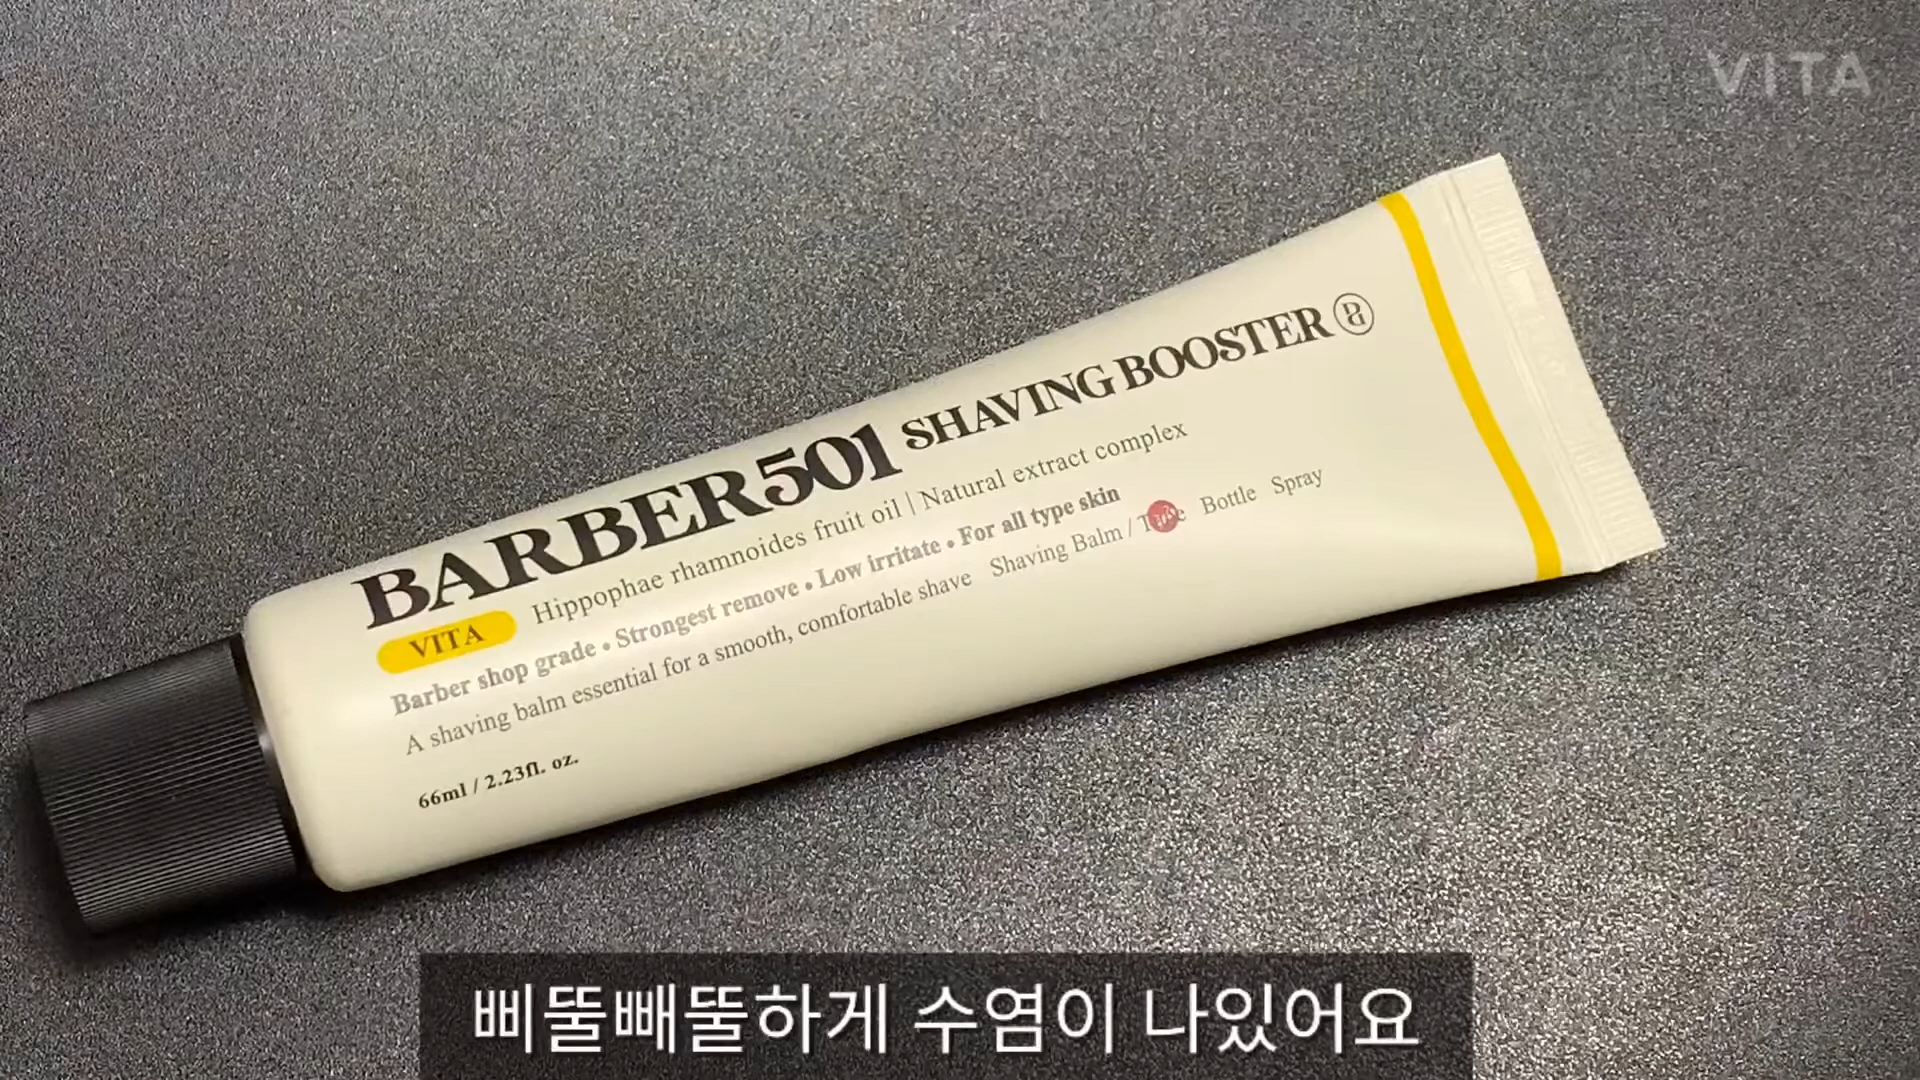 VITA
BARBER501 SHAVING BOOSTER
VITA Hippophae rhamnoides fruit oil | Natural extract complex
Barber shop grade • Strongest remove • Low irritate • For all type skin
A shaving balm essential for a smooth, comfortable shave Shaving Balm / Tube Bottle Spray
66ml / 2.23fl. oz.
삐뚤빼뚤하게 수염이 나있어요